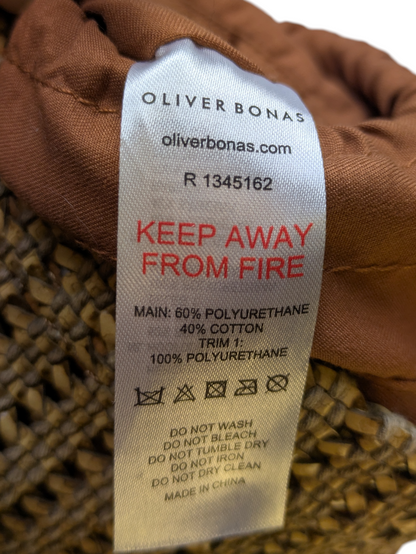 OLIVER BONAS
oliverbonas.com
R 1345162
KEEP AWAY
FROM FIRE
MAIN: 60% POLYURETHANE
40% COTTON
TRIM 1:
100% POLYURETHANE
DO NOT WASH
DO NOT BLEACH
DO NOT TUMBLE DRY
DO NOT IRON
DO NOT DRY CLEAN
MADE IN CHINA